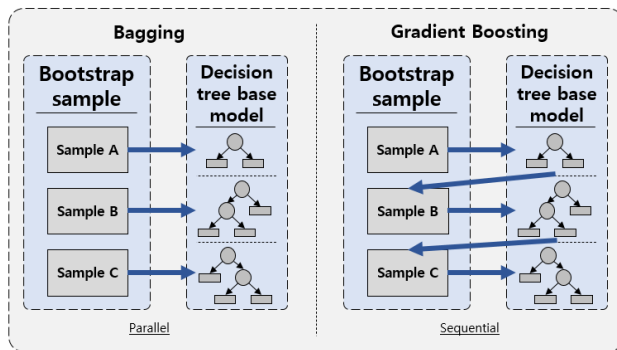 Bagging
Bootstrap
sample
Decision
tree base
model
Sample A
Sample B
Sample C
Parallel
Gradient Boosting
Bootstrap
sample
Decision
tree base
model
Sample A
Sample B
Sample C
Sequential